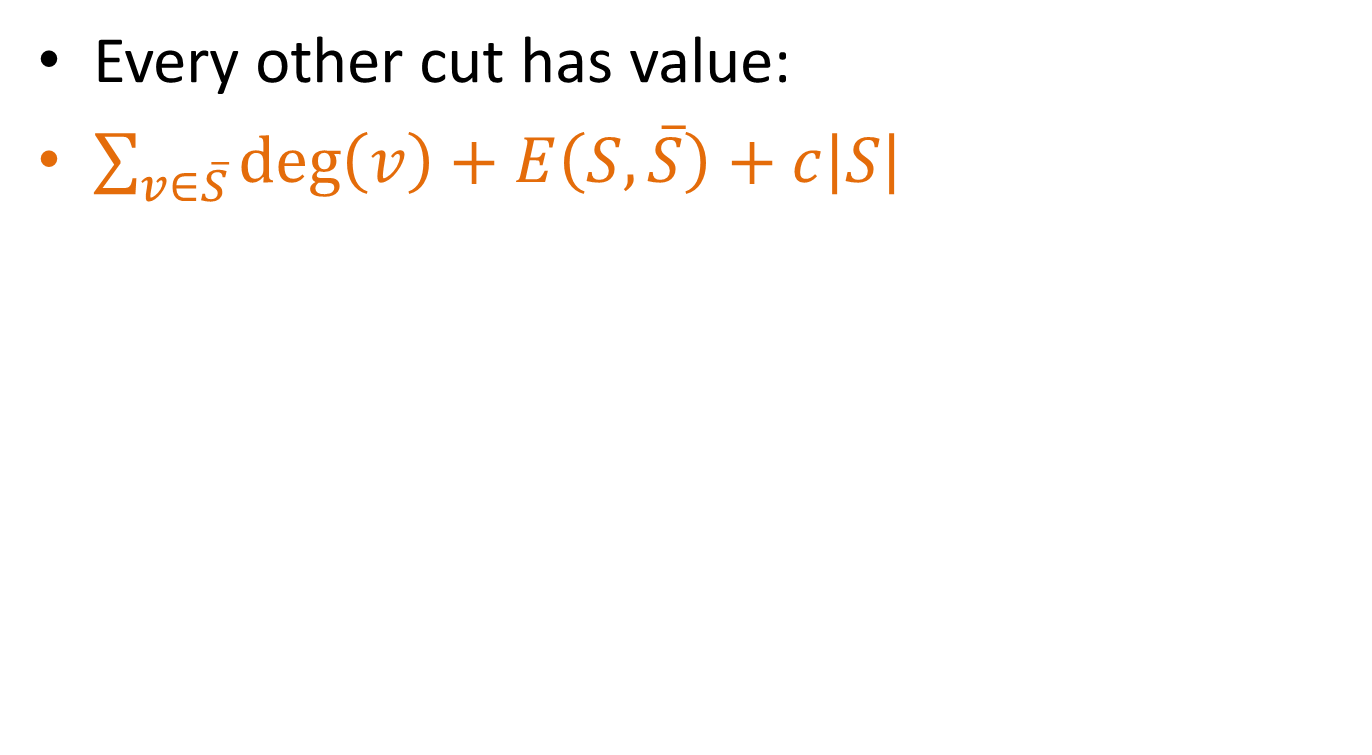 • Every other cut has value:
• ∑_{v∈S̄} deg(v) + E(S, S̄) + c|S|